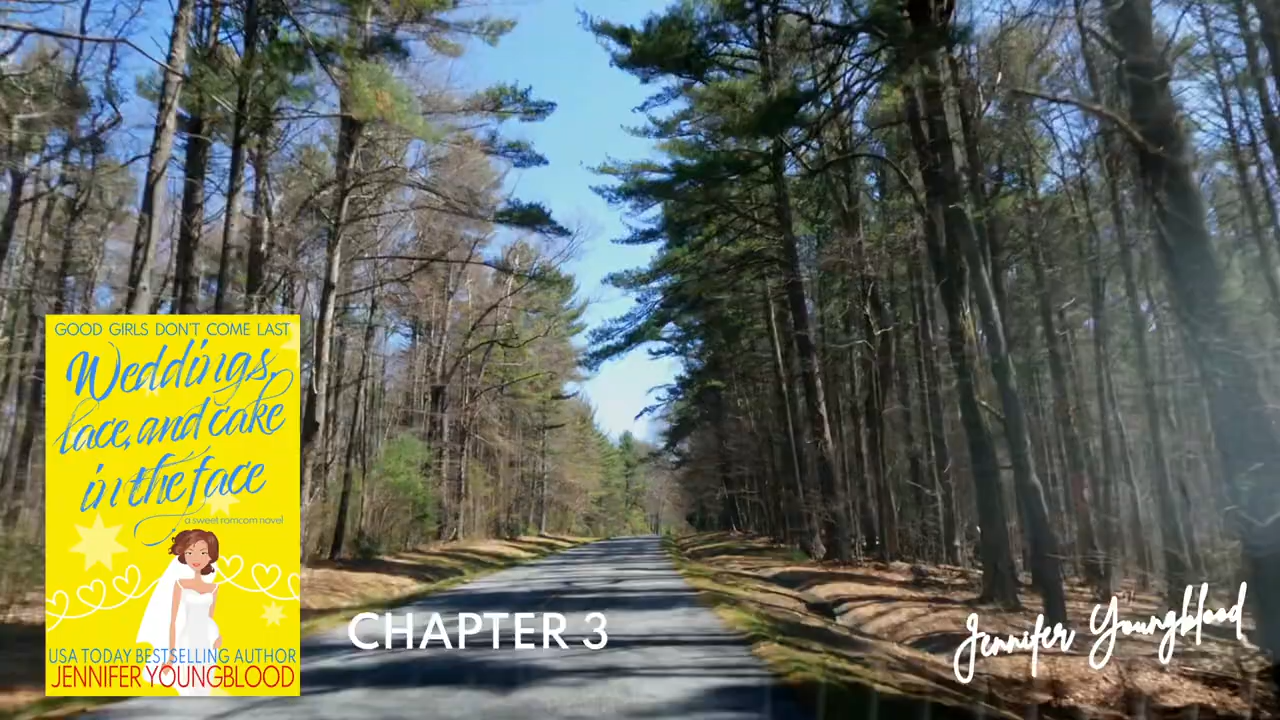 GOOD GIRLS DON'T COME LAST
Weddings,
lace, and cake
in the face
a sweet romcom novel
USA TODAY BESTSELLING AUTHOR
JENNIFER YOUNGBLOOD
CHAPTER 3
Jennifer Youngblood